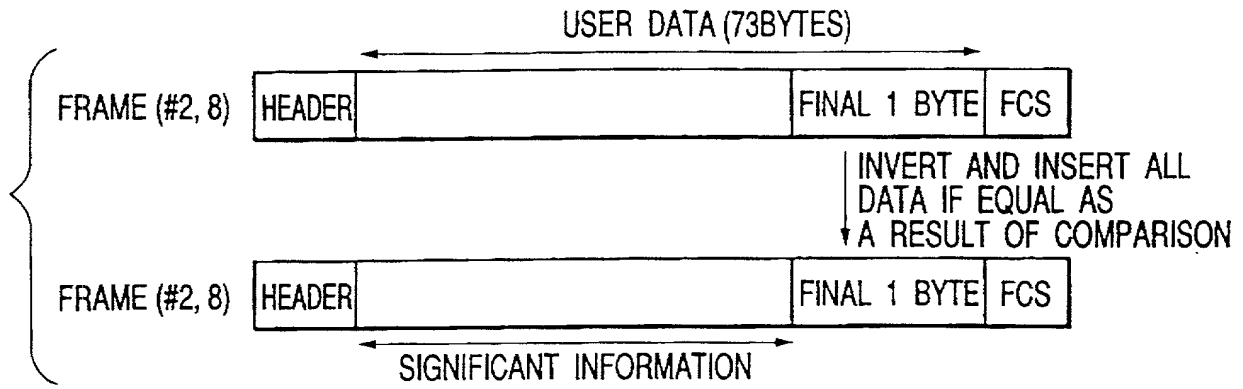 USER DATA (73BYTES)
FRAME (#2, 8) HEADER FINAL 1 BYTE FCS
INVERT AND INSERT ALL
DATA IF EQUAL AS
A RESULT OF COMPARISON
FRAME (#2, 8) HEADER FINAL 1 BYTE FCS
SIGNIFICANT INFORMATION